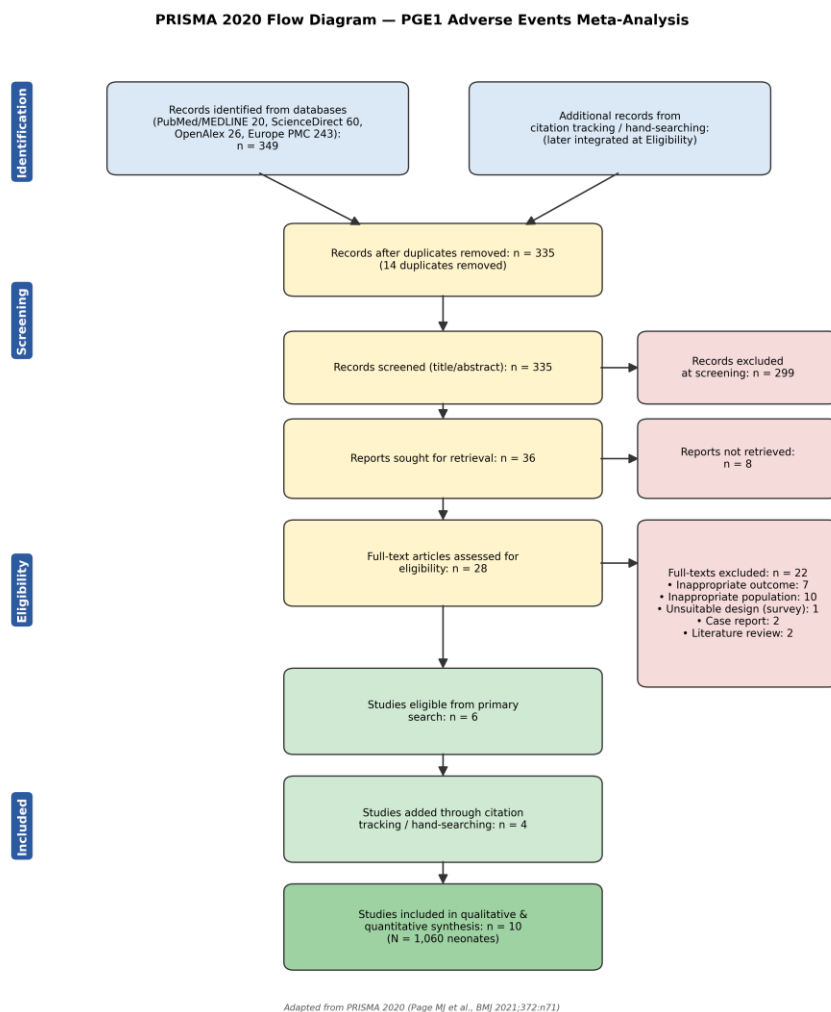 PRISMA 2020 Flow Diagram — PGE1 Adverse Events Meta-Analysis
Identification
Records identified from databases
(PubMed/MEDLINE 20, ScienceDirect 60,
OpenAlex 26, Europe PMC 243):
n = 349
Additional records from
citation tracking / hand-searching:
(later integrated at Eligibility)
Records after duplicates removed: n = 335
(14 duplicates removed)
Screening
Records screened (title/abstract): n = 335
Records excluded
at screening: n = 299
Reports sought for retrieval: n = 36
Reports not retrieved:
n = 8
Eligibility
Full-text articles assessed for
eligibility: n = 28
Full-texts excluded: n = 22
• Inappropriate outcome: 7
• Inappropriate population: 10
• Unsuitable design (survey): 1
• Case report: 2
• Literature review: 2
Studies eligible from primary
search: n = 6
Included
Studies added through citation
tracking / hand-searching: n = 4
Studies included in qualitative &
quantitative synthesis: n = 10
(N = 1,060 neonates)
Adapted from PRISMA 2020 (Page MJ et al., BMJ 2021;372:n71)